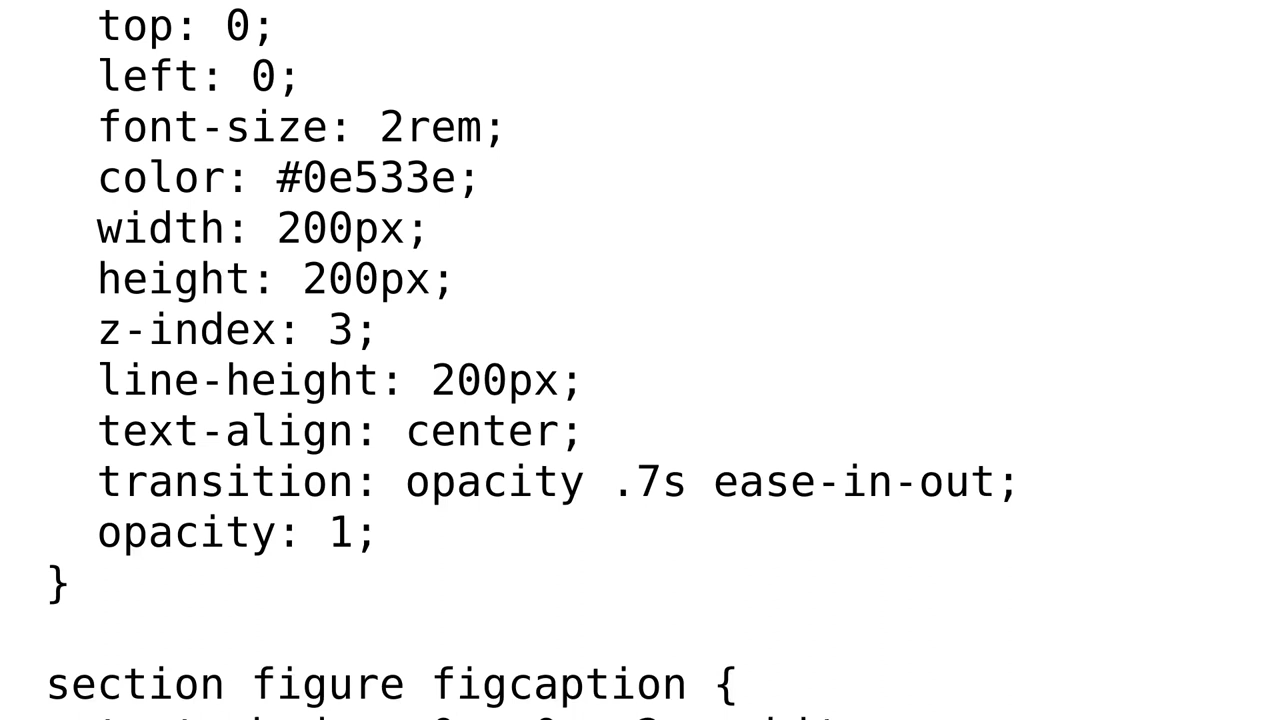 top: 0;
left: 0;
font-size: 2rem;
color: #0e533e;
width: 200px;
height: 200px;
z-index: 3;
line-height: 200px;
text-align: center;
transition: opacity .7s ease-in-out;
opacity: 1;
}
section figure figcaption {